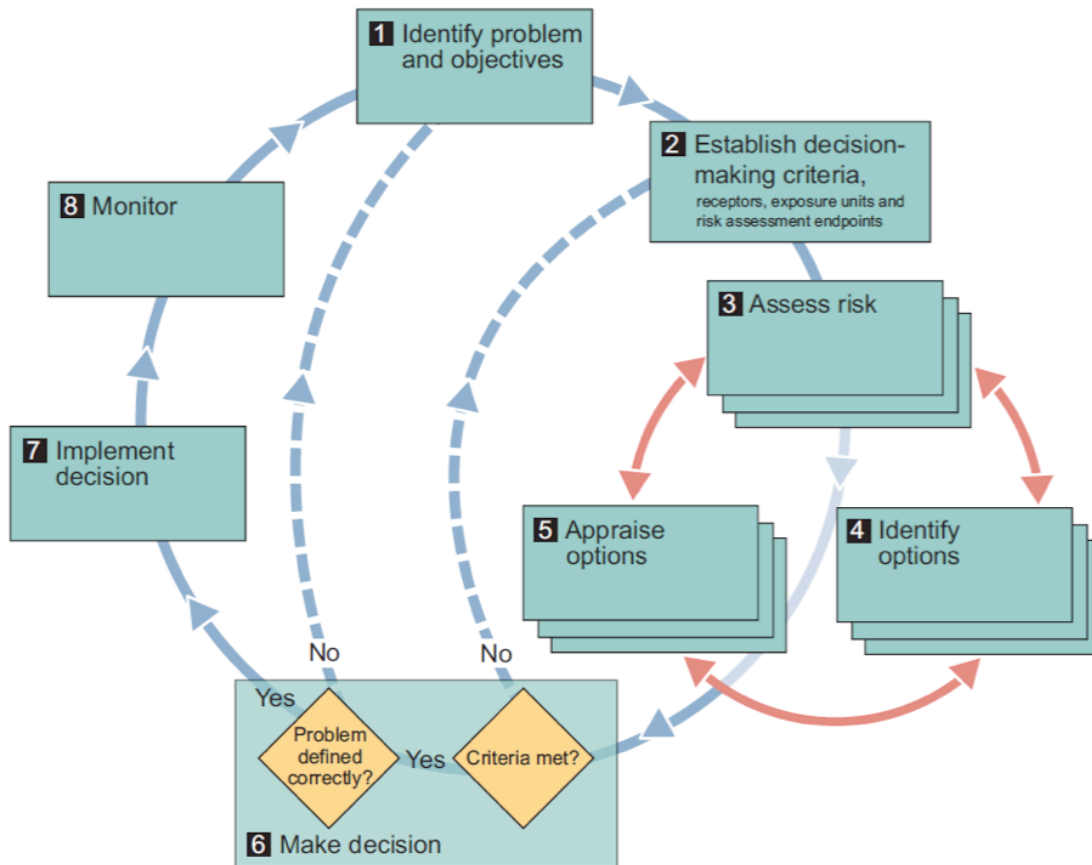 1 Identify problem
and objectives
2 Establish decision-
making criteria,
receptors, exposure units and
risk assessment endpoints
8 Monitor
3 Assess risk
7 Implement
decision
5 Appraise
options
4 Identify
options
No
No
Yes
Problem
defined
correctly?
Yes
Criteria met?
6 Make decision